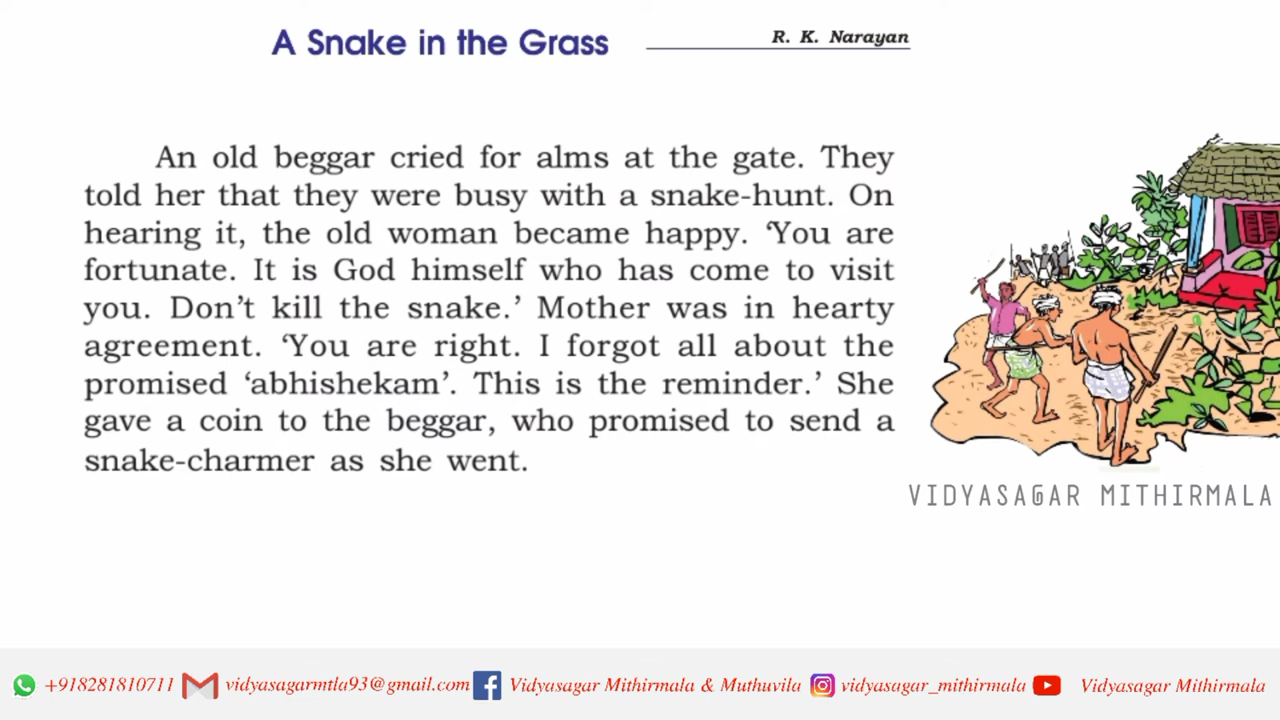 A Snake in the Grass
R. K. Narayan
An old beggar cried for alms at the gate. They
told her that they were busy with a snake-hunt. On
hearing it, the old woman became happy. ‘You are
fortunate. It is God himself who has come to visit
you. Don’t kill the snake.’ Mother was in hearty
agreement. ‘You are right. I forgot all about the
promised ‘abhishekam’. This is the reminder.’ She
gave a coin to the beggar, who promised to send a
snake-charmer as she went.
VIDYASAGAR MITHIRMALA
+918281810711 vidyasagarmtla93@gmail.com Vidyasagar Mithirmala & Muthuvila vidyasagar_mithirmala Vidyasagar Mithirmala